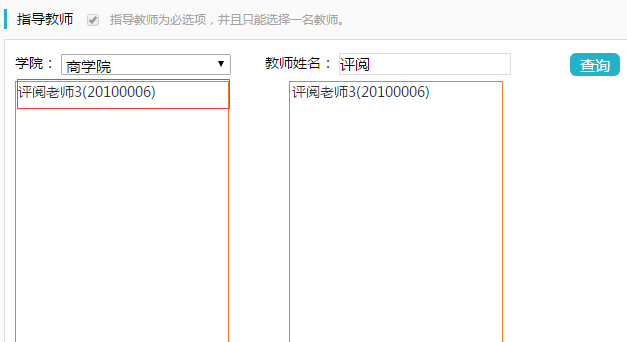 指导教师 指导教师为必选项，并且只能选择一名教师。
学院： 商学院 教师姓名： 评阅 查询
评阅老师3(20100006) 评阅老师3(20100006)